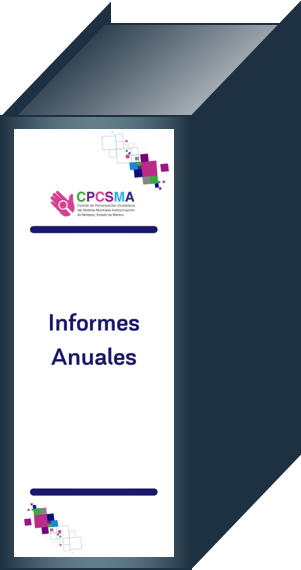 CPCSMA
Comité de Participación Ciudadana
del Sistema Municipal Anticorrupción
de Metepec, Estado de México.
Informes
Anuales